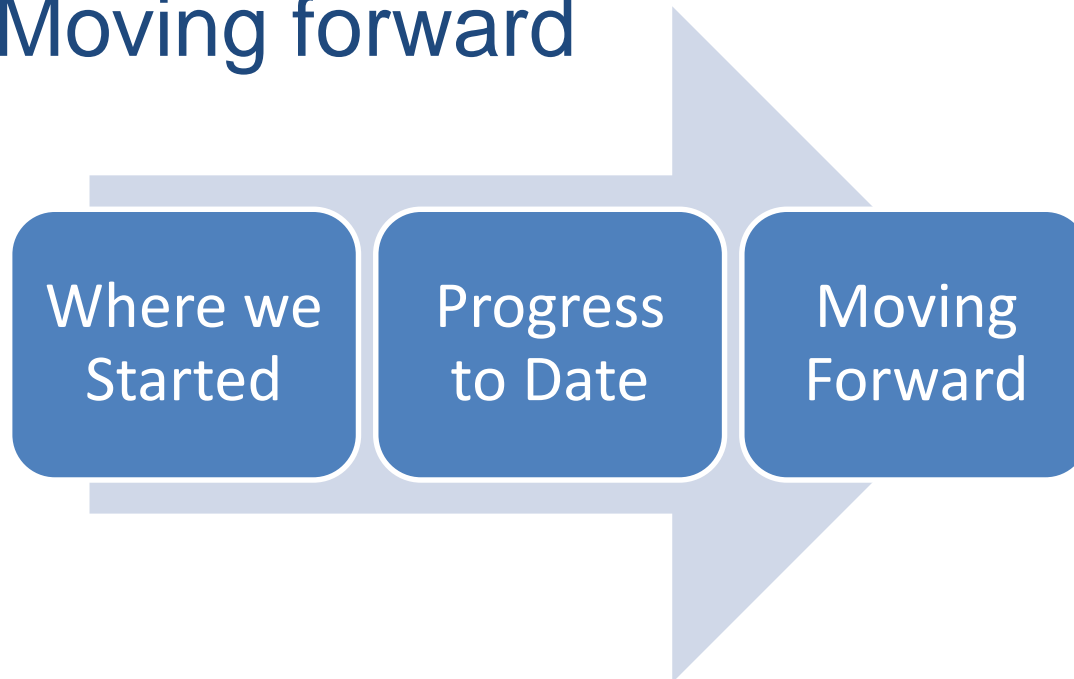 Moving forward
Where we
Started
Progress
to Date
Moving
Forward